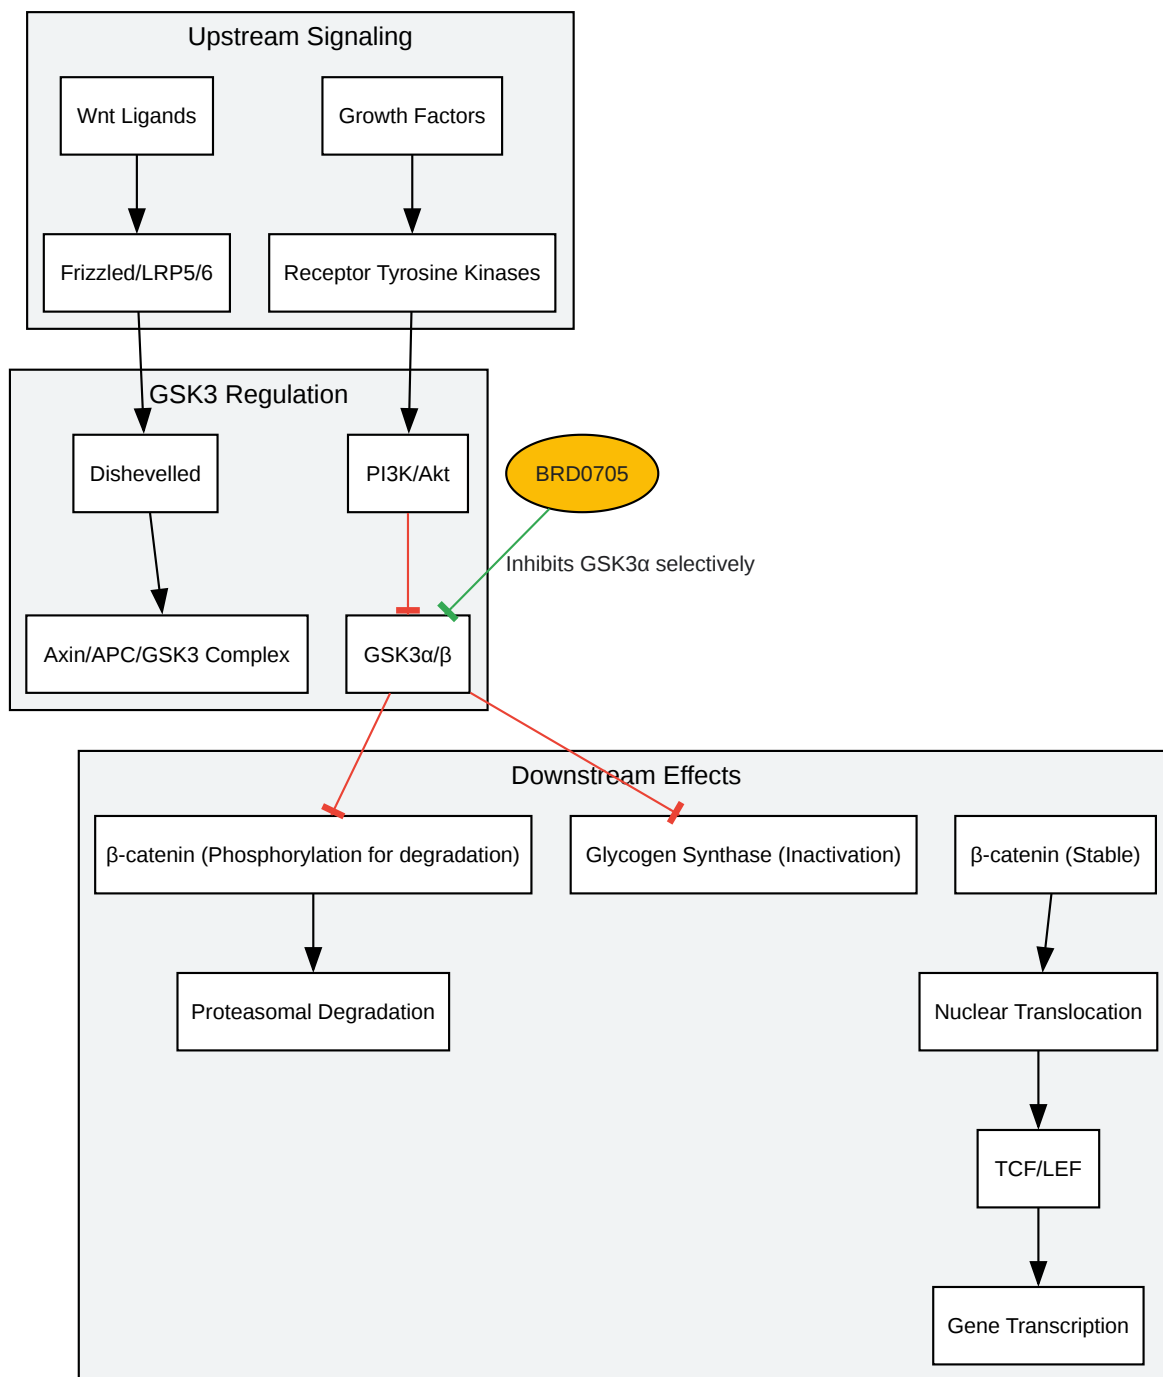 Upstream Signaling
Wnt Ligands
Growth Factors
Frizzled/LRP5/6
Receptor Tyrosine Kinases
GSK3 Regulation
Dishevelled
PI3K/Akt
BRD0705
Inhibits GSK3α selectively
Axin/APC/GSK3 Complex
GSK3α/β
Downstream Effects
β-catenin (Phosphorylation for degradation)
Glycogen Synthase (Inactivation)
β-catenin (Stable)
Proteasomal Degradation
Nuclear Translocation
TCF/LEF
Gene Transcription